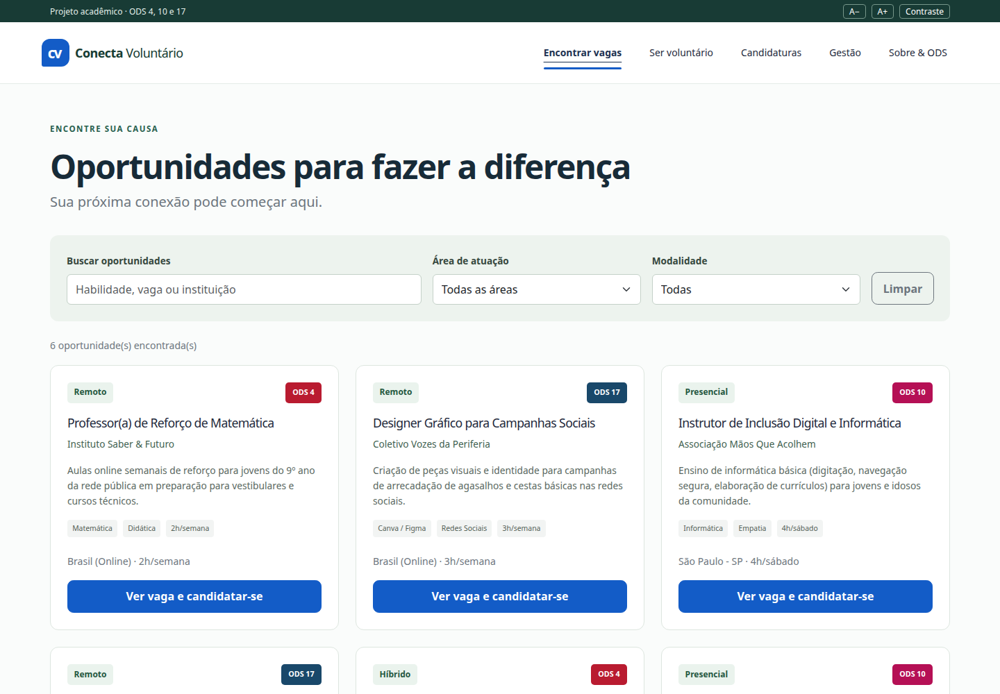 Projeto acadêmico · ODS 4, 10 e 17
A−
A+
Contraste
cv
Conecta Voluntário
Encontrar vagas
Ser voluntário
Candidaturas
Gestão
Sobre & ODS
ENCONTRE SUA CAUSA
Oportunidades para fazer a diferença
Sua próxima conexão pode começar aqui.
Buscar oportunidades
Área de atuação
Modalidade
Habilidade, vaga ou instituição
Todas as áreas
Todas
Limpar
6 oportunidade(s) encontrada(s)
Remoto
ODS 4
Professor(a) de Reforço de Matemática
Instituto Saber & Futuro
Aulas online semanais de reforço para jovens do 9º ano
da rede pública em preparação para vestibulares e
cursos técnicos.
Matemática
Didática
2h/semana
Brasil (Online) · 2h/semana
Ver vaga e candidatar-se
Remoto
ODS 17
Designer Gráfico para Campanhas Sociais
Coletivo Vozes da Periferia
Criação de peças visuais e identidade para campanhas
de arrecadação de agasalhos e cestas básicas nas redes
sociais.
Canva / Figma
Redes Sociais
3h/semana
Brasil (Online) · 3h/semana
Ver vaga e candidatar-se
Presencial
ODS 10
Instrutor de Inclusão Digital e Informática
Associação Mãos Que Acolhem
Ensino de informática básica (digitação, navegação
segura, elaboração de currículos) para jovens e idosos
da comunidade.
Informática
Empatia
4h/sábado
São Paulo - SP · 4h/sábado
Ver vaga e candidatar-se
Remoto
ODS 17
Híbrido
ODS 4
Presencial
ODS 10